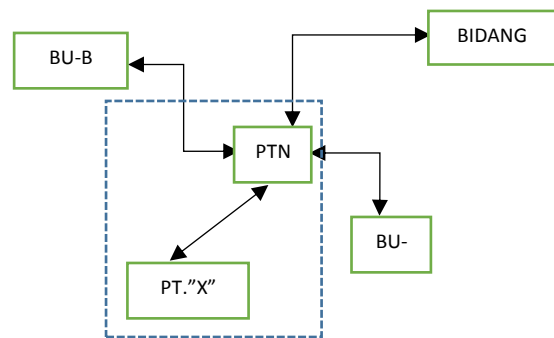 BIDANG
BU-B
PTN
BU-
PT.”X”